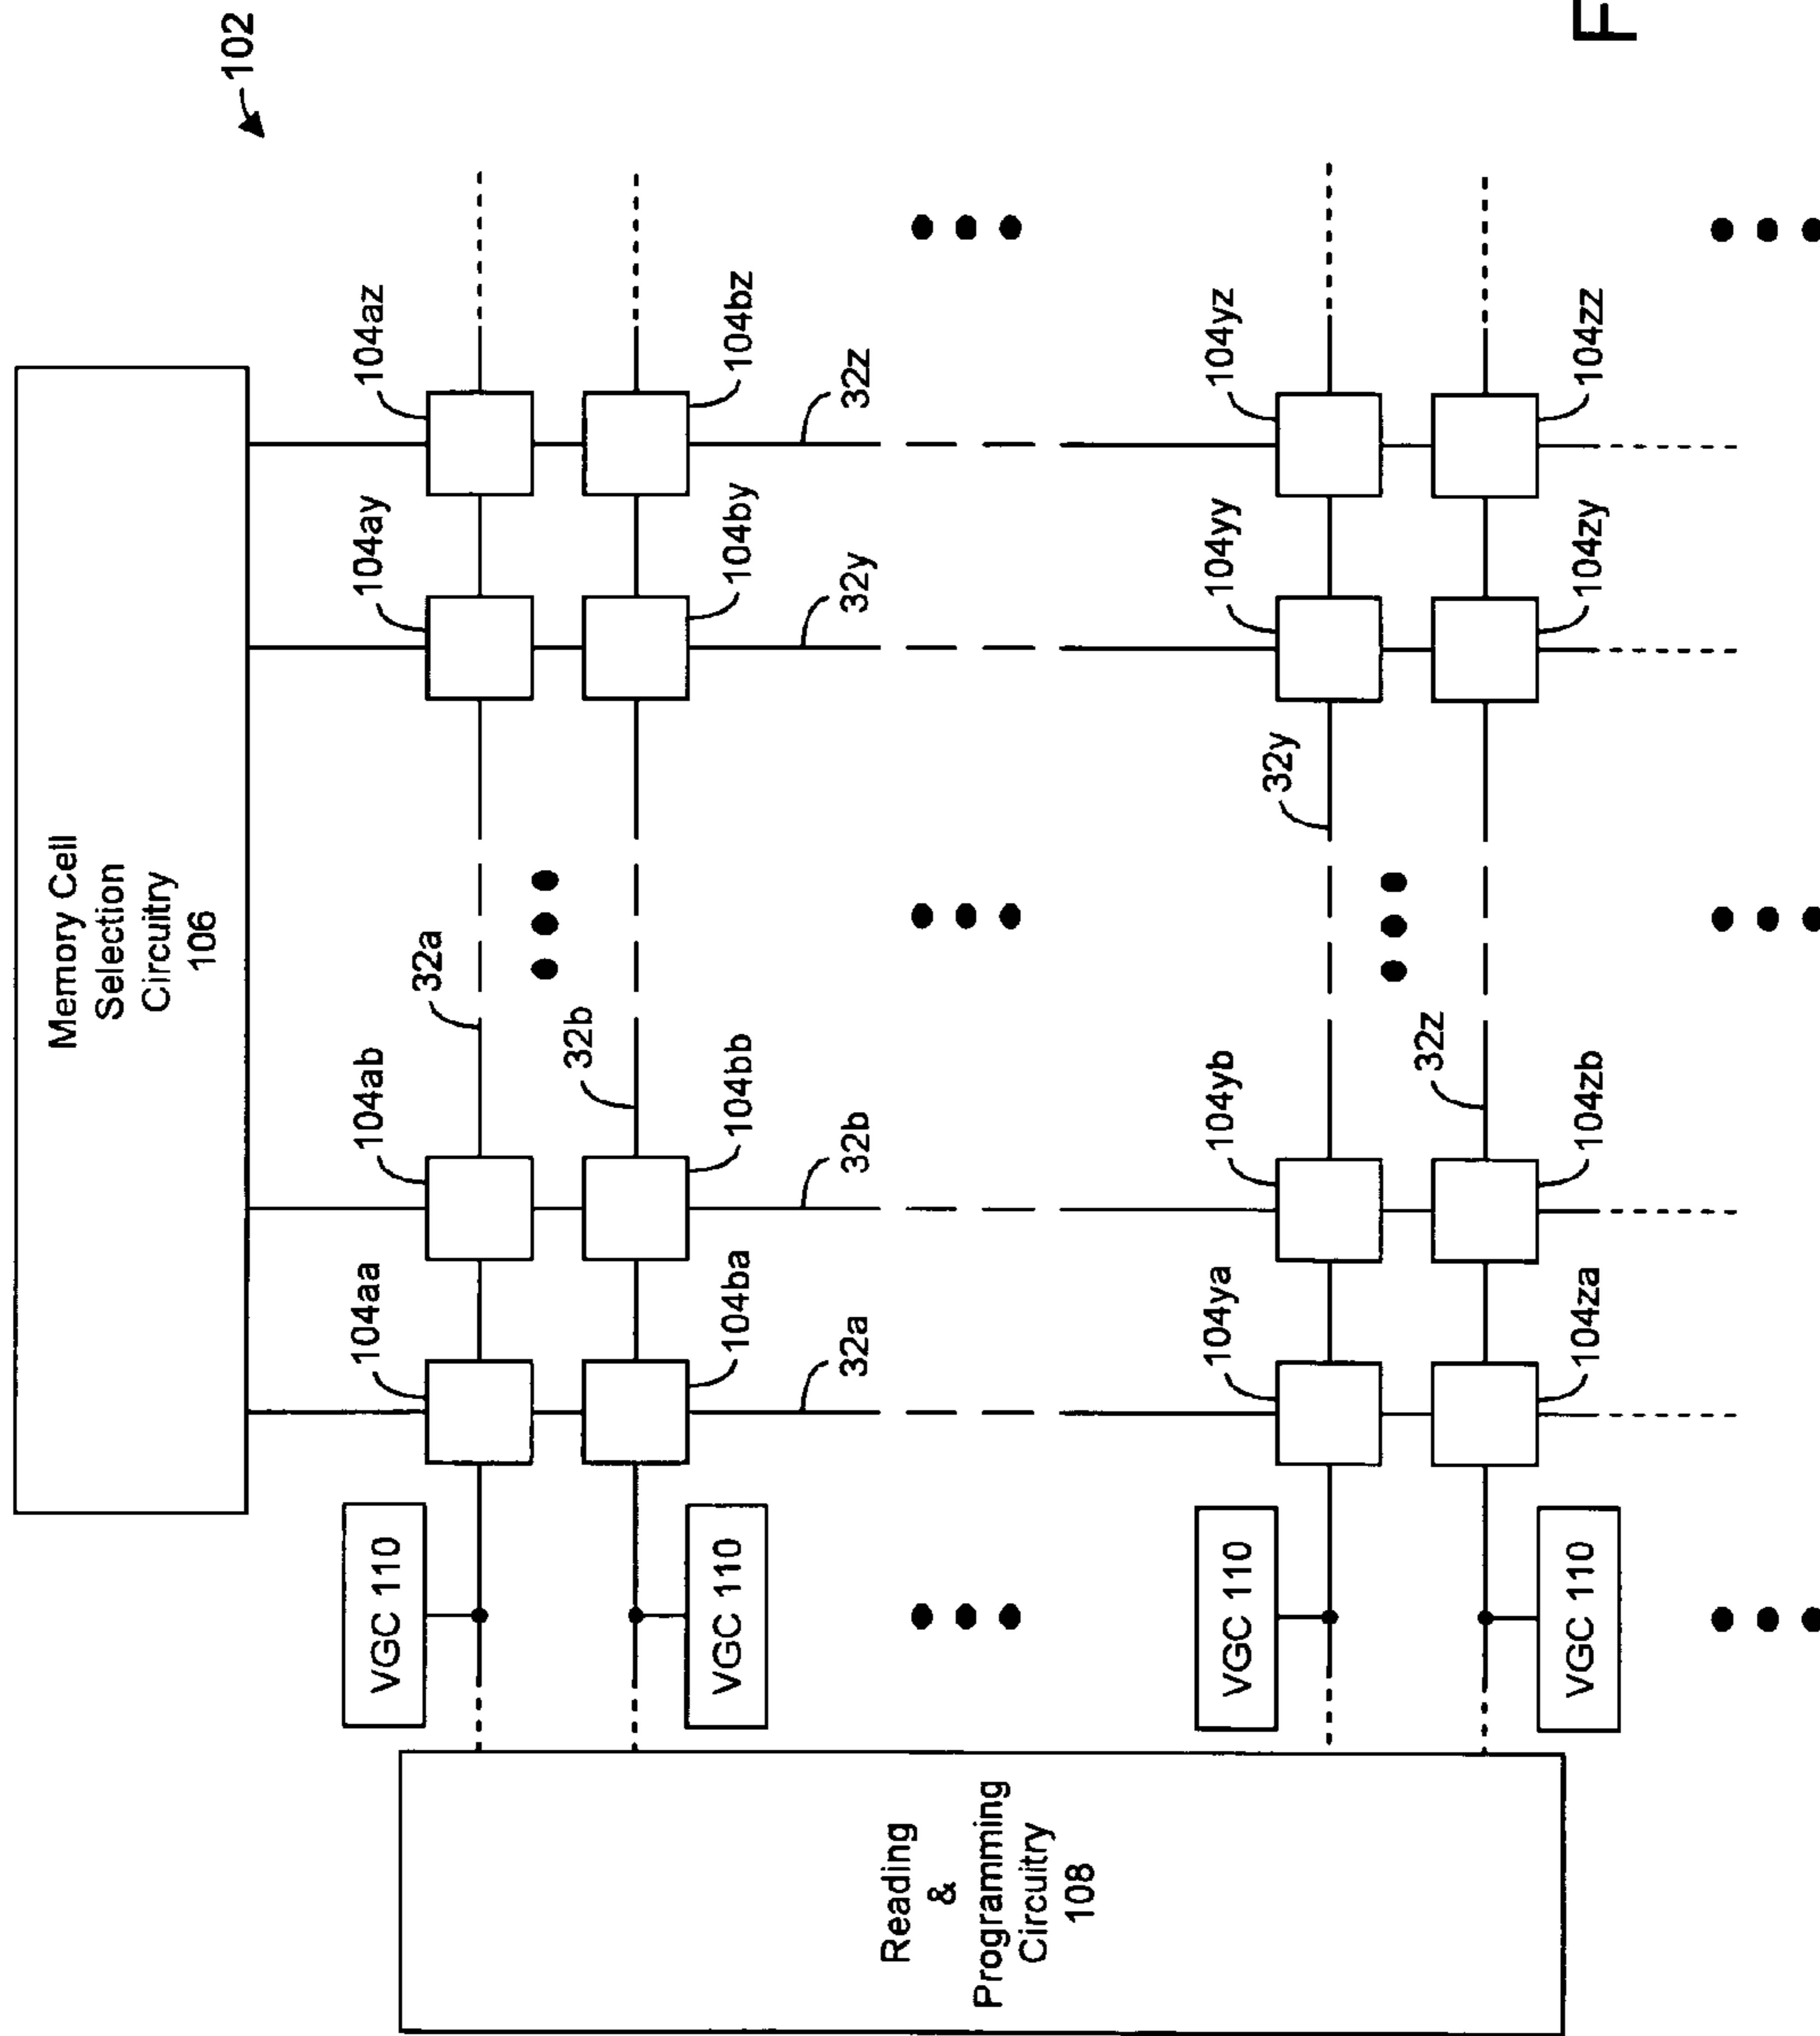 102
Memory Cell
Selection
Circuitry
106
104aa
104ab
104ay
104az
32a
VGC 110
VGC 110
104ba
32b
104bb
104by
104bz
32a
32b
32y
32z
Reading
&
Programming
Circuitry
108
104ya
104yb
32y
104yy
104yz
VGC 110
VGC 110
104za
32z
104zb
104zy
104zz
F